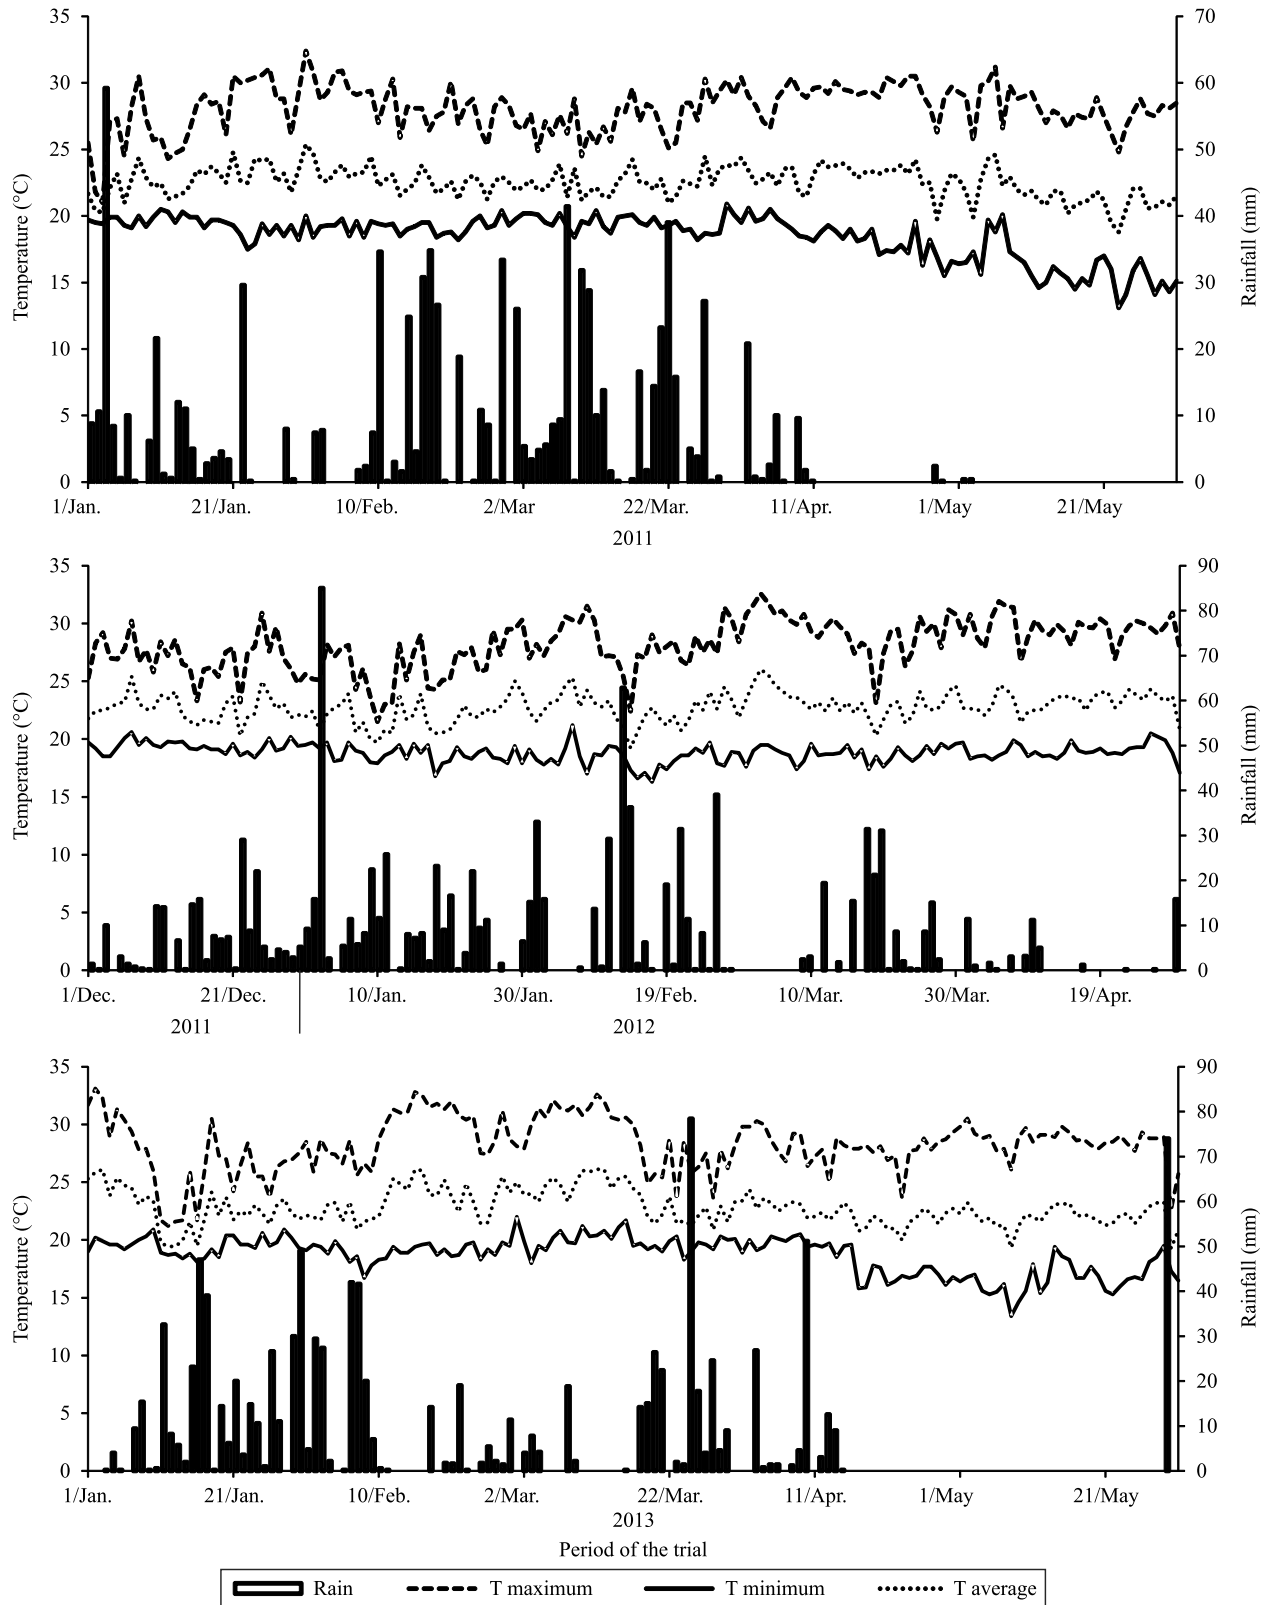 35 70
30 60
25 50
20 40
15 30
10 20
5 10
0 0
Temperature (°C)
Rainfall (mm)
1/Jan. 21/Jan. 10/Feb. 2/Mar 22/Mar. 11/Apr. 1/May 21/May
2011
35 90
30 80
25 70
20 60
15 50
10 40
5 30
0 20
10
0
Temperature (°C)
Rainfall (mm)
1/Dec. 21/Dec. 10/Jan. 30/Jan. 19/Feb. 10/Mar. 30/Mar. 19/Apr.
2011 2012
35 90
30 80
25 70
20 60
15 50
10 40
5 30
0 20
10
0
Temperature (°C)
Rainfall (mm)
1/Jan. 21/Jan. 10/Feb. 2/Mar. 22/Mar. 11/Apr. 1/May 21/May
2013
Period of the trial
Rain T maximum T minimum T average